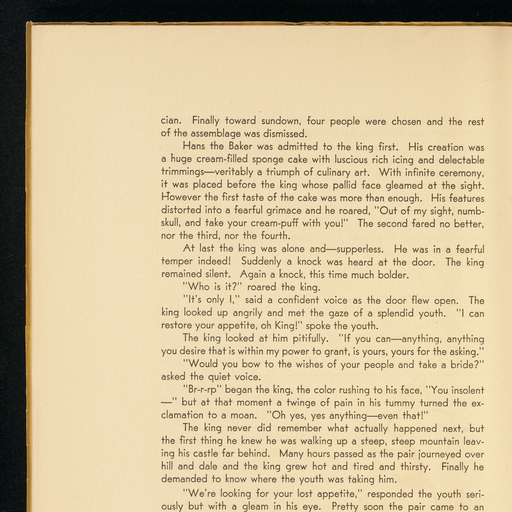 cian. Finally toward sundown, four people were chosen and the rest
of the assemblage was dismissed.
Hans the Baker was admitted to the king first. His creation was
a huge cream-filled sponge cake with luscious rich icing and delectable
trimmings—veritably a triumph of culinary art. With infinite ceremony,
it was placed before the king whose pallid face gleamed at the sight.
However the first taste of the cake was more than enough. His features
distorted into a fearful grimace and he roared, "Out of my sight, numb-
skull, and take your cream-puff with you!" The second fared no better,
nor the third, nor the fourth.
At last the king was alone and—supperless. He was in a fearful
temper indeed! Suddenly a knock was heard at the door. The king
remained silent. Again a knock, this time much bolder.
"Who is it?" roared the king.
"It's only I," said a confident voice as the door flew open. The
king looked up angrily and met the gaze of a splendid youth. "I can
restore your appetite, oh King!" spoke the youth.
The king looked at him pitifully. "If you can—anything, anything
you desire that is within my power to grant, is yours, yours for the asking."
"Would you bow to the wishes of your people and take a bride?"
asked the quiet voice.
"Br-r-rp" began the king, the color rushing to his face, "You insolent
—" but at that moment a twinge of pain in his tummy turned the ex-
clamation to a moan. "Oh yes, yes anything—even that!"
The king never did remember what actually happened next, but
the first thing he knew he was walking up a steep, steep mountain leav-
ing his castle far behind. Many hours passed as the pair journeyed over
hill and dale and the king grew hot and tired and thirsty. Finally he
demanded to know where the youth was taking him.
"We're looking for your lost appetite," responded the youth seri-
ously but with a gleam in his eye. Pretty soon the pair came to an